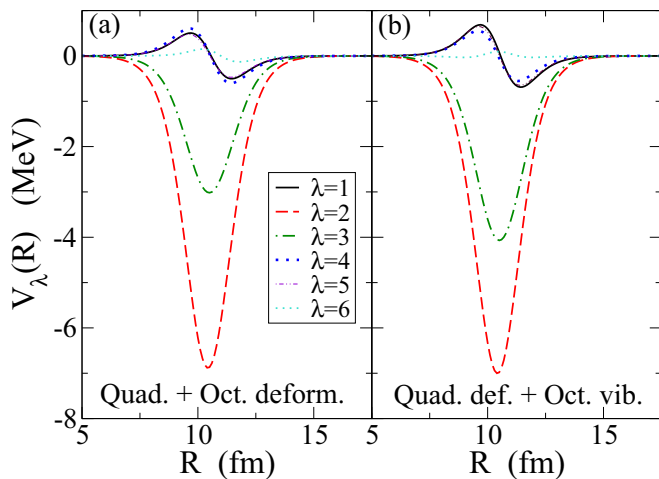 (a)
(b)
0
-2
-4
-6
-8
V_λ(R) (MeV)
λ=1
λ=2
λ=3
λ=4
λ=5
λ=6
Quad. + Oct. deform.
Quad. def. + Oct. vib.
5 10 15 5 10 15
R (fm) R (fm)